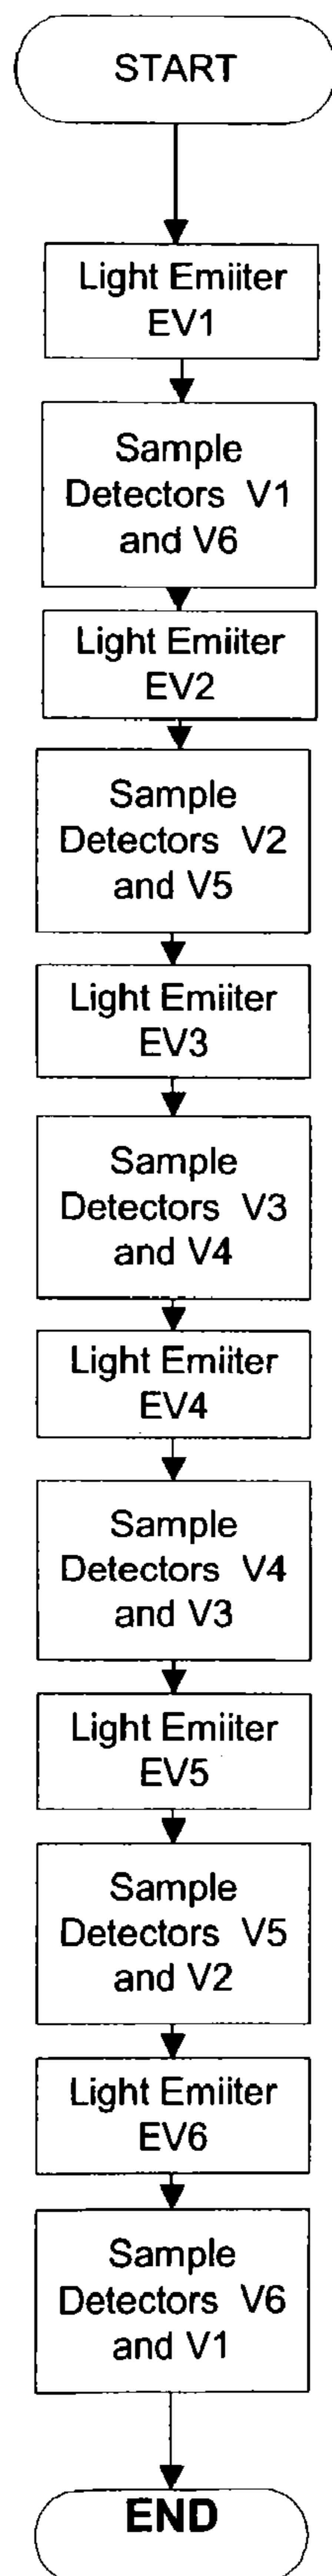 START
Light Emiiter
EV1
Sample
Detectors V1
and V6
Light Emiiter
EV2
Sample
Detectors V2
and V5
Light Emiiter
EV3
Sample
Detectors V3
and V4
Light Emiiter
EV4
Sample
Detectors V4
and V3
Light Emiiter
EV5
Sample
Detectors V5
and V2
Light Emiiter
EV6
Sample
Detectors V6
and V1
END